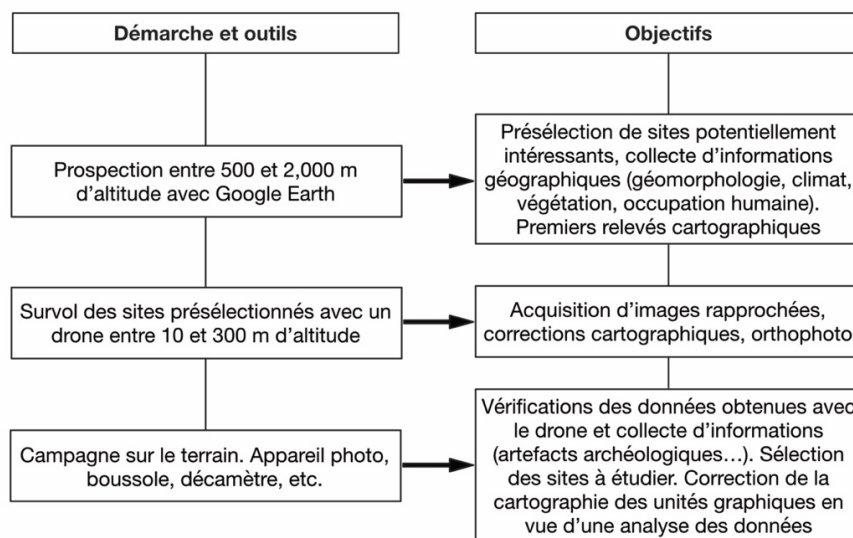 Démarche et outils
Objectifs
Prospection entre 500 et 2,000 m
d’altitude avec Google Earth
Présélection de sites potentiellement
intéressants, collecte d’informations
géographiques (géomorphologie, climat,
végétation, occupation humaine).
Premiers relevés cartographiques
Survol des sites présélectionnés avec un
drone entre 10 et 300 m d’altitude
Acquisition d’images rapprochées,
corrections cartographiques, orthophoto
Campagne sur le terrain. Appareil photo,
boussole, décamètre, etc.
Vérifications des données obtenues avec
le drone et collecte d’informations
(artefacts archéologiques…). Sélection
des sites à étudier. Correction de la
cartographie des unités graphiques en
vue d’une analyse des données